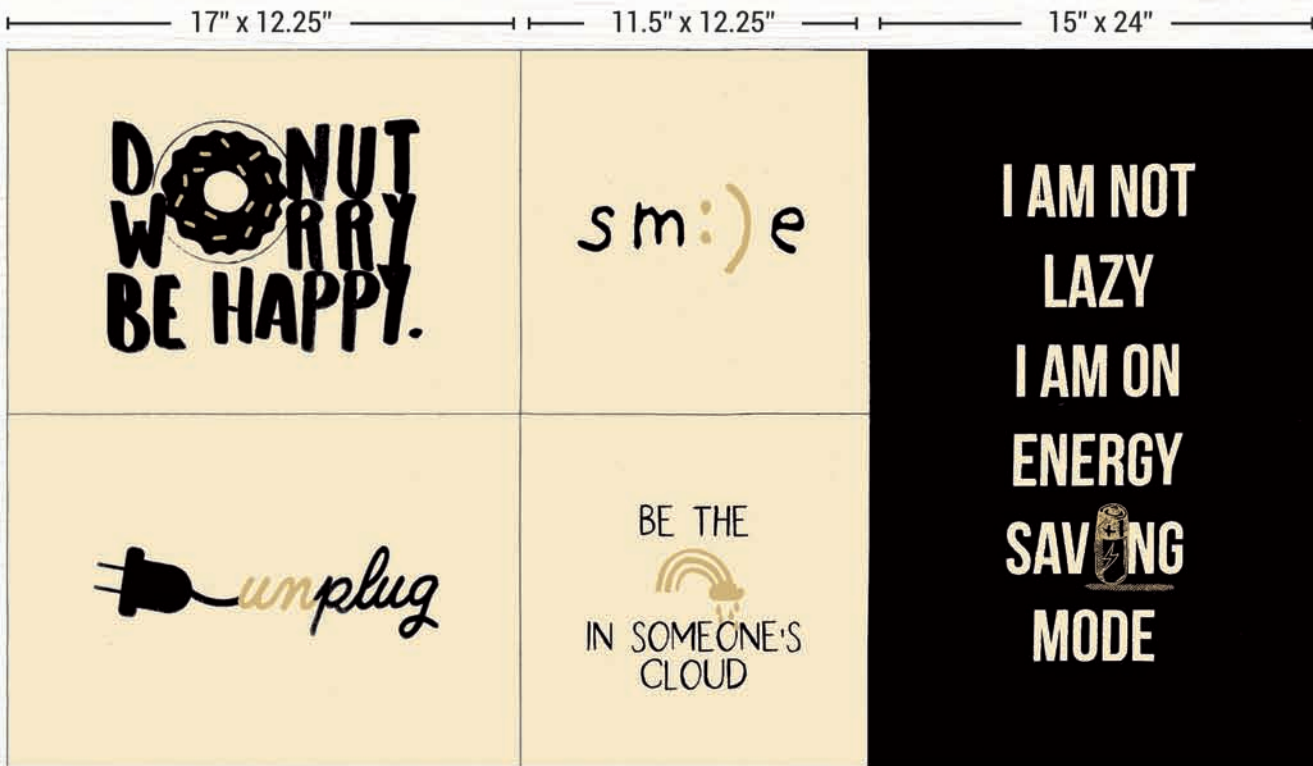 17" x 12.25"
11.5" x 12.25"
15" x 24"
DONUT
WORRY
BE HAPPY.
sm:)e
unplug
BE THE
IN SOMEONE'S
CLOUD
I AM NOT
LAZY
I AM ON
ENERGY
SAVING
MODE